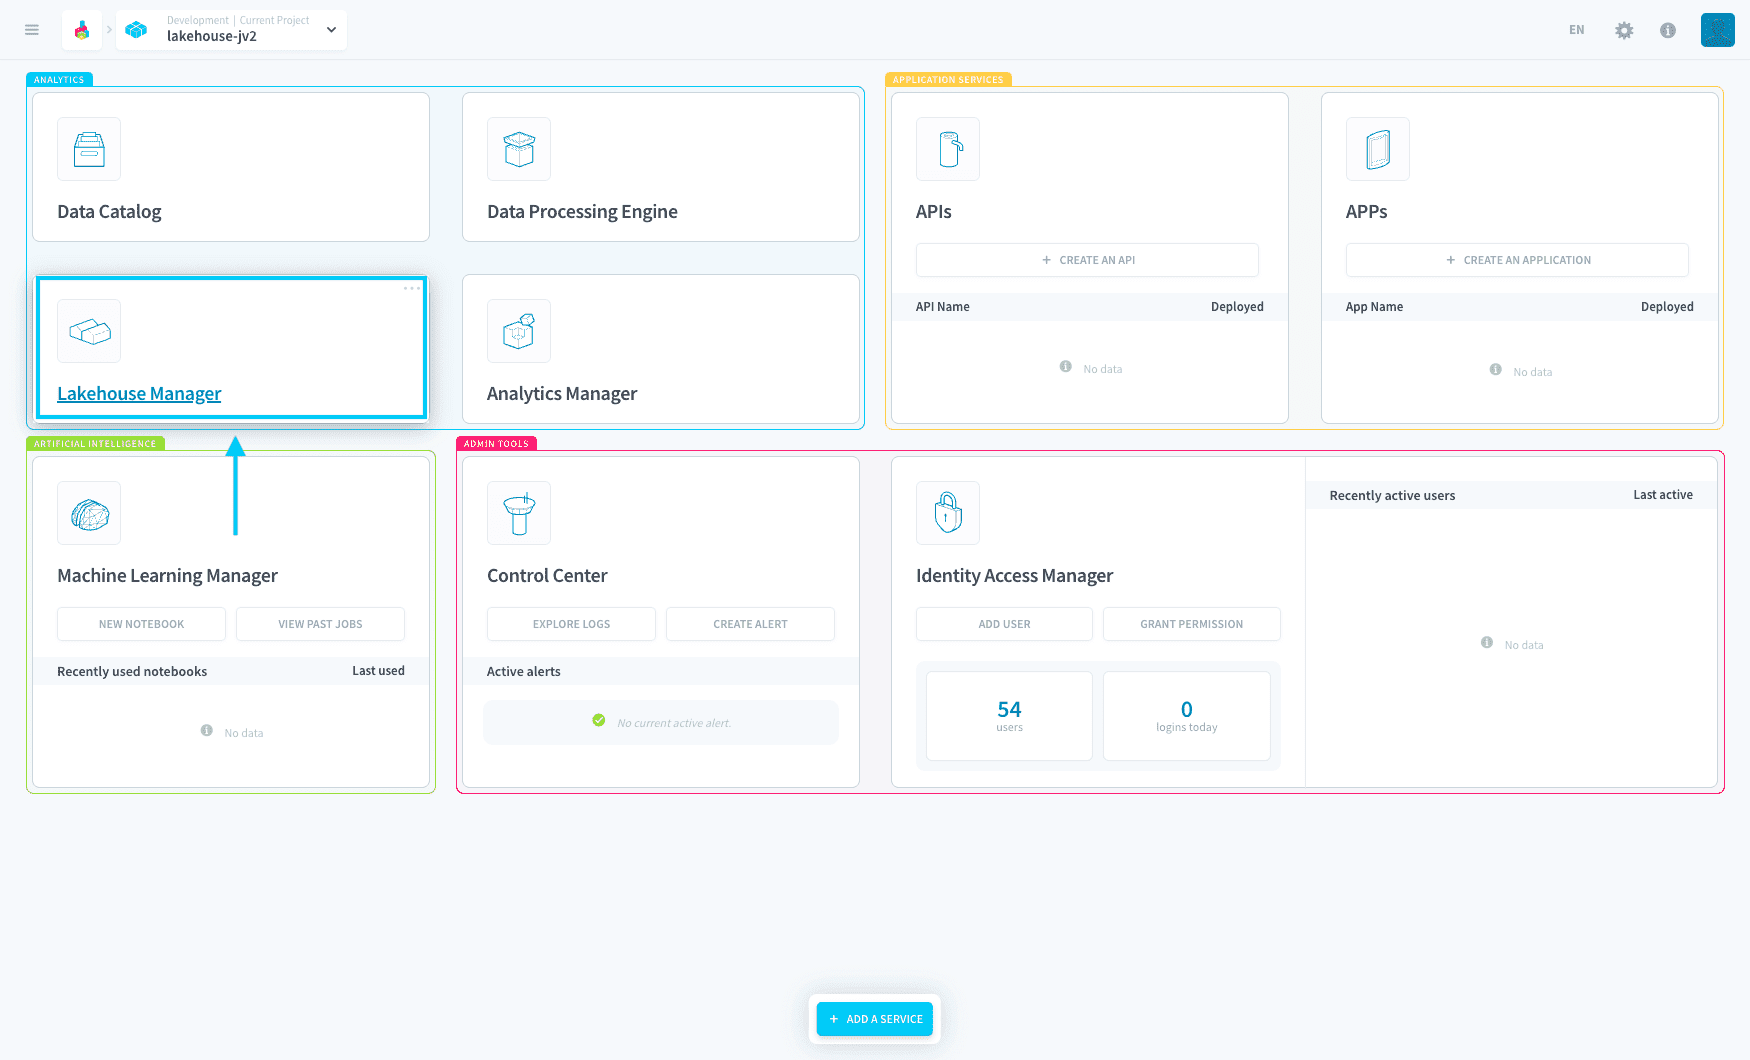 Development | Current Project
lakehouse-jv2
EN
ANALYTICS
Data Catalog
Data Processing Engine
Lakehouse Manager
Analytics Manager
APPLICATION SERVICES
APIs
+ CREATE AN API
API Name Deployed
No data
APPs
+ CREATE AN APPLICATION
App Name Deployed
No data
ARTIFICIAL INTELLIGENCE
Machine Learning Manager
NEW NOTEBOOK VIEW PAST JOBS
Recently used notebooks Last used
No data
ADMIN TOOLS
Control Center
EXPLORE LOGS CREATE ALERT
Active alerts
No current active alert.
Identity Access Manager
ADD USER GRANT PERMISSION
54 0
users logins today
Recently active users Last active
No data
+ ADD A SERVICE